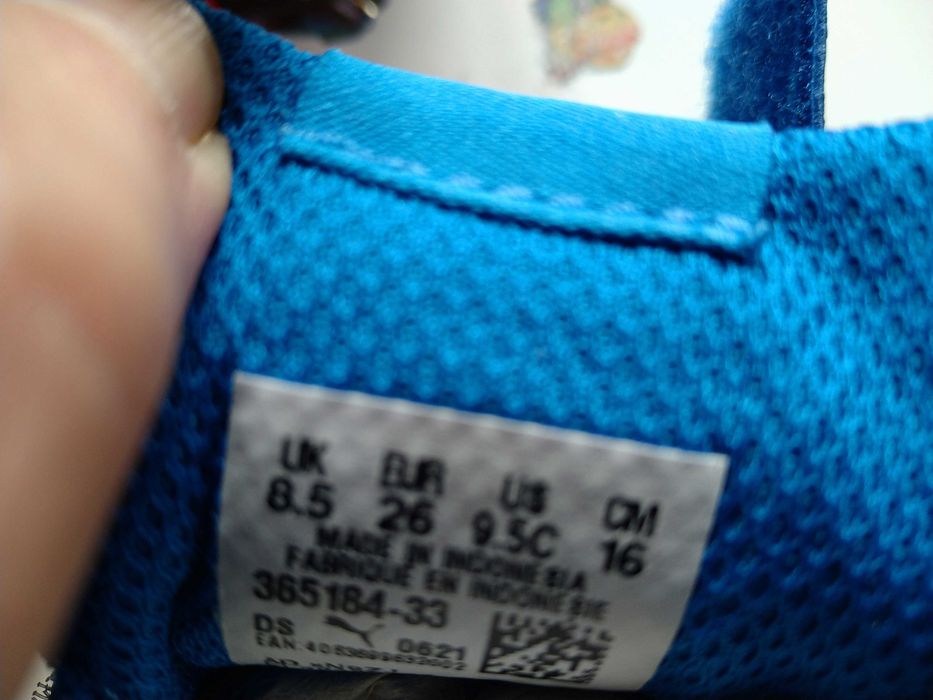 UK EUR US CM
8.5 26 9.5C 16
MADE IN INDONESIA
FABRIQUE EN INDONESIE
365184-33
DS 0621
EAN: